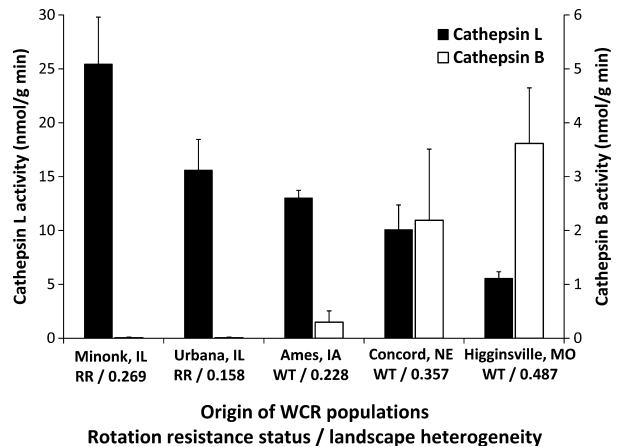 Cathepsin L
Cathepsin B
Cathepsin L activity (nmol/g min)
30
25
20
15
10
5
0
Cathepsin B activity (nmol/g min)
6
5
4
3
2
1
0
Minonk, IL
RR / 0.269
Urbana, IL
RR / 0.158
Ames, IA
WT / 0.228
Concord, NE
WT / 0.357
Higginsville, MO
WT / 0.487
Origin of WCR populations
Rotation resistance status / landscape heterogeneity